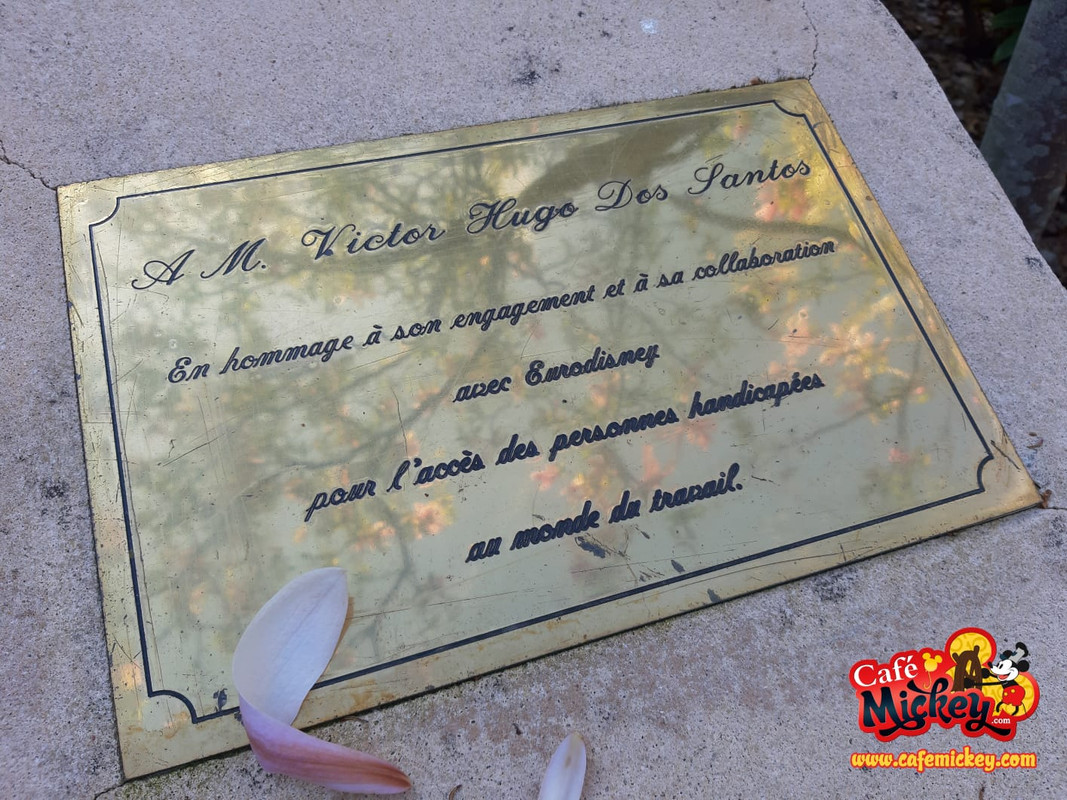 A M. Victor Hugo Dos Santos
En hommage à son engagement et à sa collaboration
avec Eurodisney
pour l'accès des personnes handicapées
au monde du travail.
Café
Mickey.com
www.cafemickey.com